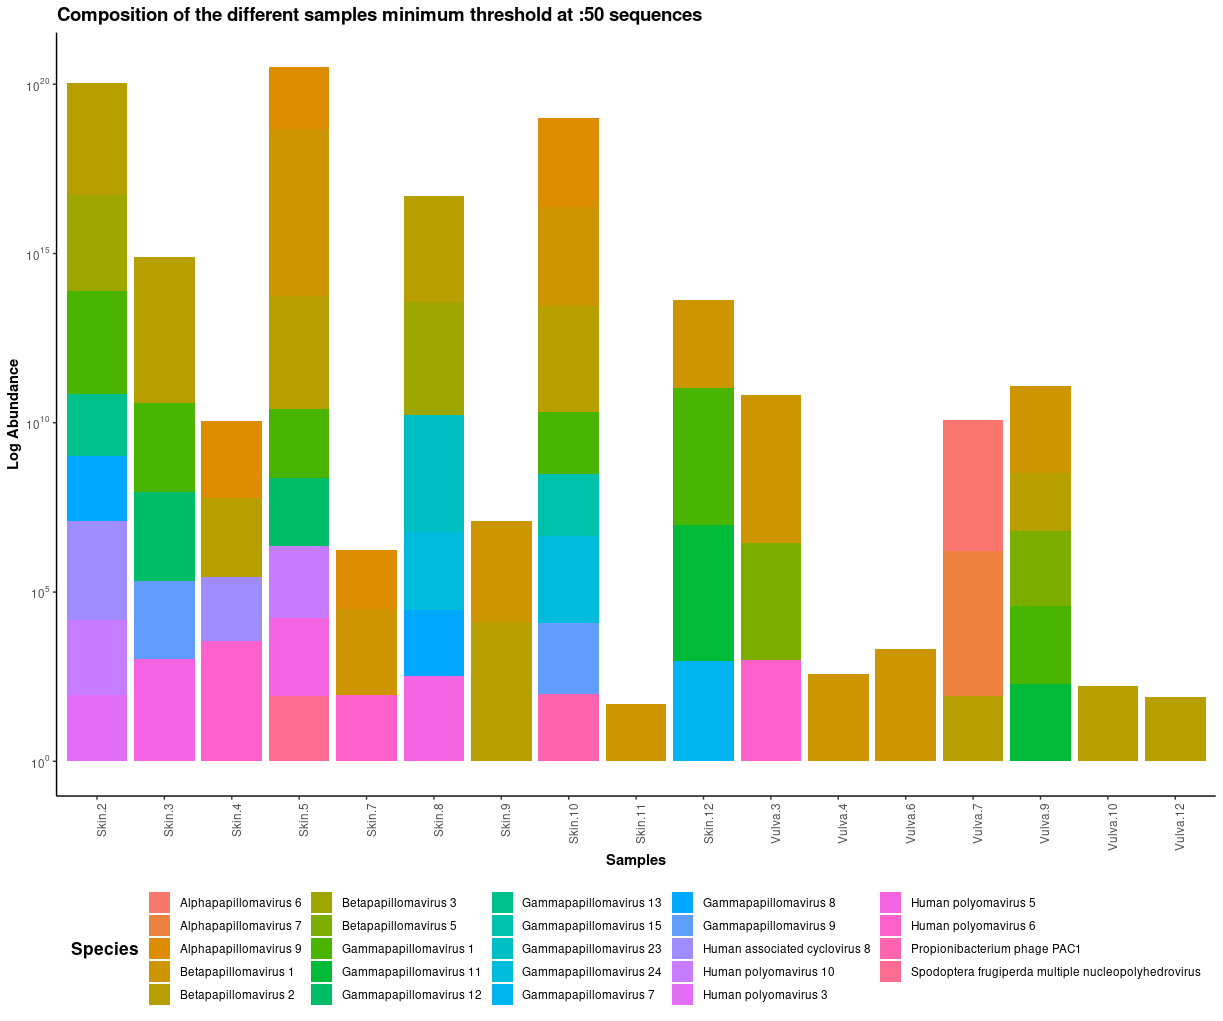 Composition of the different samples minimum threshold at :50 sequences
Log Abundance
10^20
10^15
10^10
10^5
10^0
Skin.2
Skin.3
Skin.4
Skin.5
Skin.7
Skin.8
Skin.9
Skin.10
Skin.11
Skin.12
Vulva.3
Vulva.4
Vulva.6
Vulva.7
Vulva.9
Vulva.10
Vulva.12
Samples
Species
Alphapapillomavirus 6
Alphapapillomavirus 7
Alphapapillomavirus 9
Betapapillomavirus 1
Betapapillomavirus 2
Betapapillomavirus 3
Betapapillomavirus 5
Gammapapillomavirus 1
Gammapapillomavirus 11
Gammapapillomavirus 12
Gammapapillomavirus 13
Gammapapillomavirus 15
Gammapapillomavirus 23
Gammapapillomavirus 24
Gammapapillomavirus 7
Gammapapillomavirus 8
Gammapapillomavirus 9
Human associated cyclovirus 8
Human polyomavirus 10
Human polyomavirus 3
Human polyomavirus 5
Human polyomavirus 6
Propionibacterium phage PAC1
Spodoptera frugiperda multiple nucleopolyhedrovirus